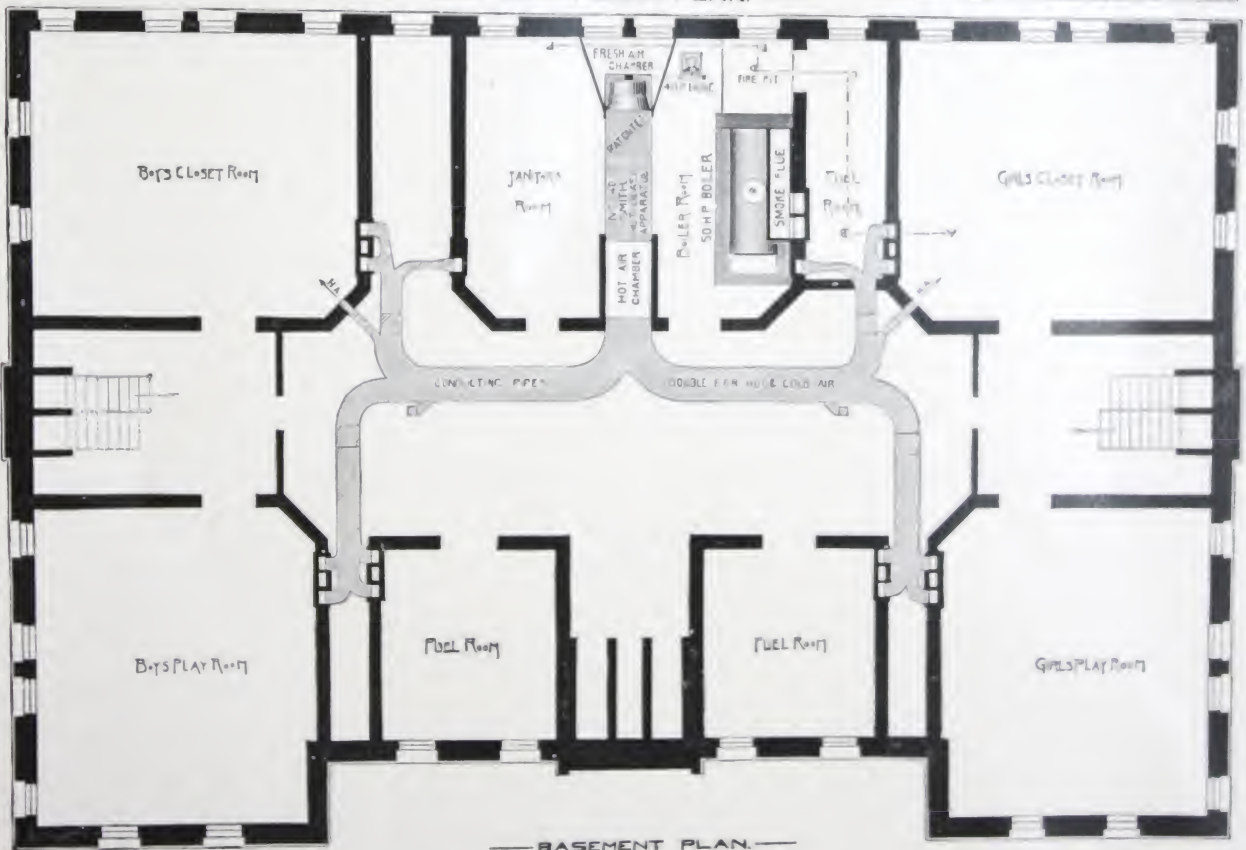 FRESH AIR
CHAMBER
FIRE PIT
PATENTED
SMITH
APPARATUS
HOT AIR
CHAMBER
BOILER ROOM
50 HP BOILER
SMOKE FLUE
BOYS CLOSET ROOM
JANITORS
ROOM
FUEL
ROOM
GIRLS CLOSET ROOM
H.A
CONDUCTING PIPES
DOUBLE FOR HOT & COLD AIR
BOYS PLAY ROOM
FUEL ROOM
FUEL ROOM
GIRLS PLAY ROOM
BASEMENT PLAN.